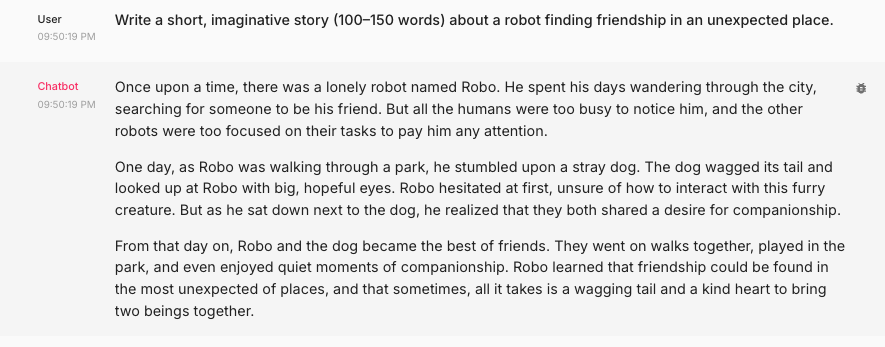 User
09:50:19 PM
Write a short, imaginative story (100–150 words) about a robot finding friendship in an unexpected place.
Chatbot
09:50:19 PM
Once upon a time, there was a lonely robot named Robo. He spent his days wandering through the city,
searching for someone to be his friend. But all the humans were too busy to notice him, and the other
robots were too focused on their tasks to pay him any attention.
One day, as Robo was walking through a park, he stumbled upon a stray dog. The dog wagged its tail and
looked up at Robo with big, hopeful eyes. Robo hesitated at first, unsure of how to interact with this furry
creature. But as he sat down next to the dog, he realized that they both shared a desire for companionship.
From that day on, Robo and the dog became the best of friends. They went on walks together, played in the
park, and even enjoyed quiet moments of companionship. Robo learned that friendship could be found in
the most unexpected of places, and that sometimes, all it takes is a wagging tail and a kind heart to bring
two beings together.